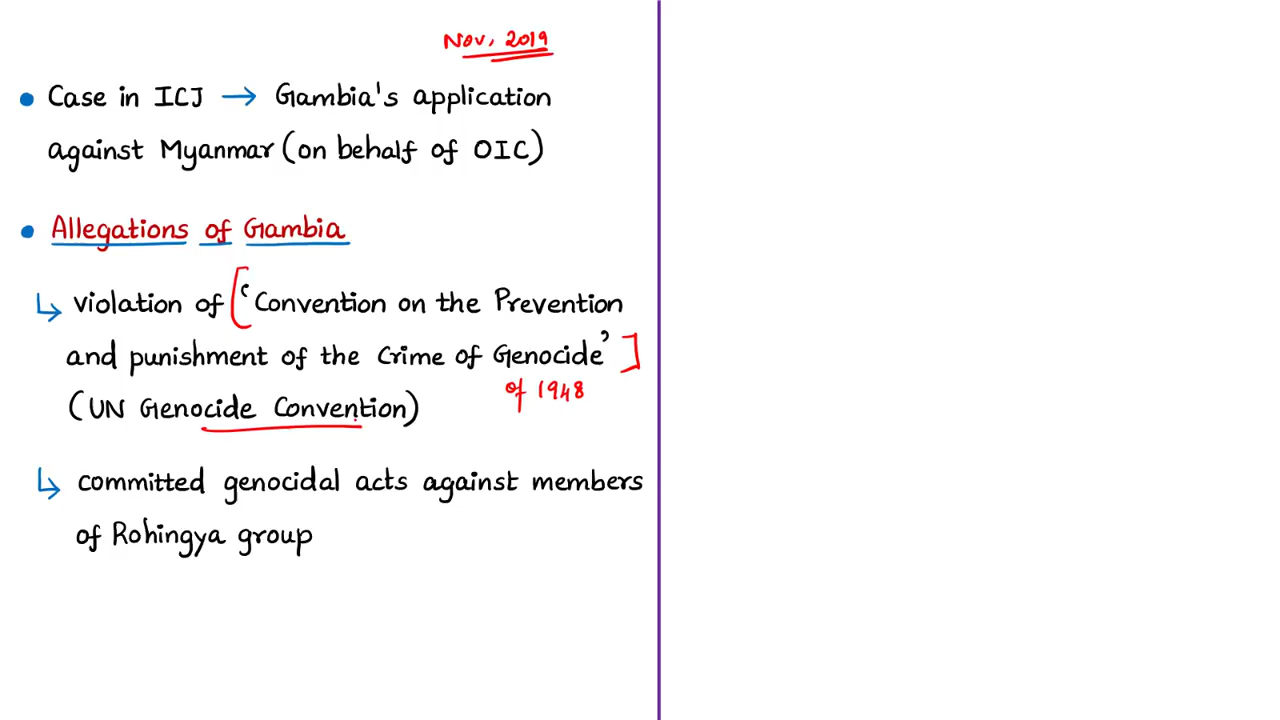 Nov, 2019
• Case in ICJ → Gambia's application
against Myanmar (on behalf of OIC)
• Allegations of Gambia
↳ violation of ['Convention on the Prevention
and punishment of the Crime of Genocide']
of 1948
(UN Genocide Convention)
↳ committed genocidal acts against members
of Rohingya group